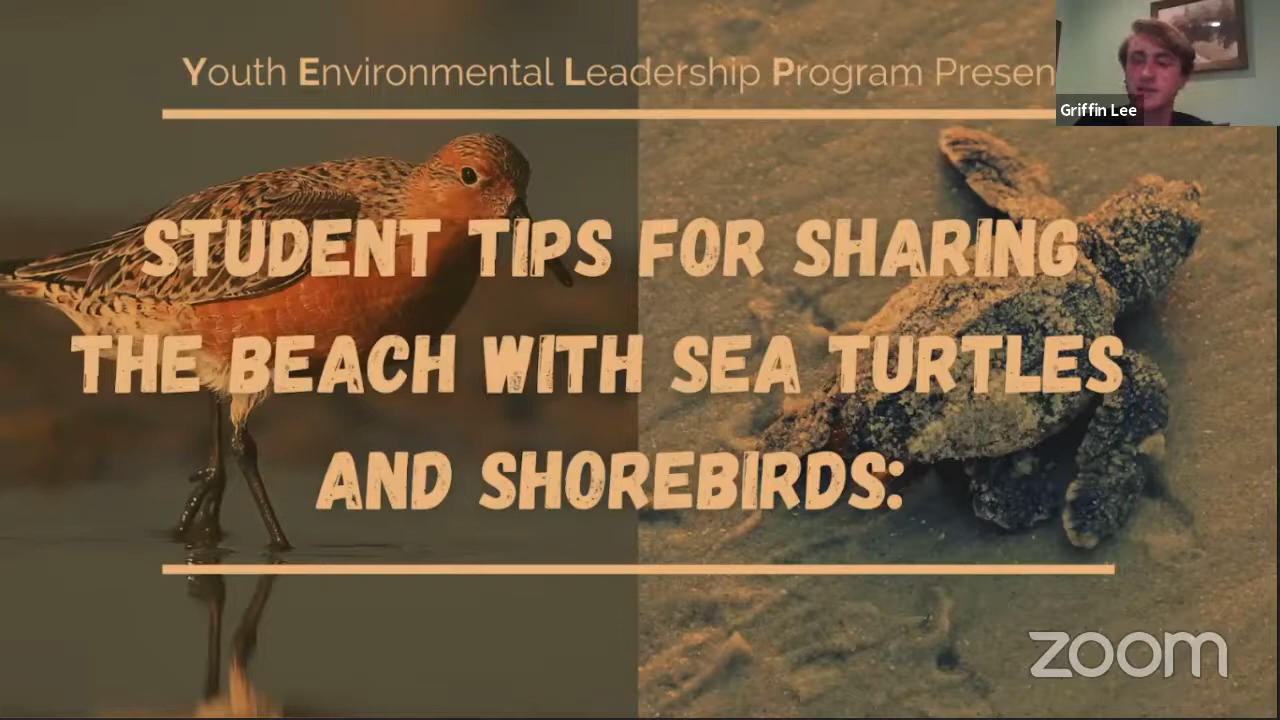 Youth Environmental Leadership Program Presen
Griffin Lee
STUDENT TIPS FOR SHARING
THE BEACH WITH SEA TURTLES
AND SHOREBIRDS:
zoom